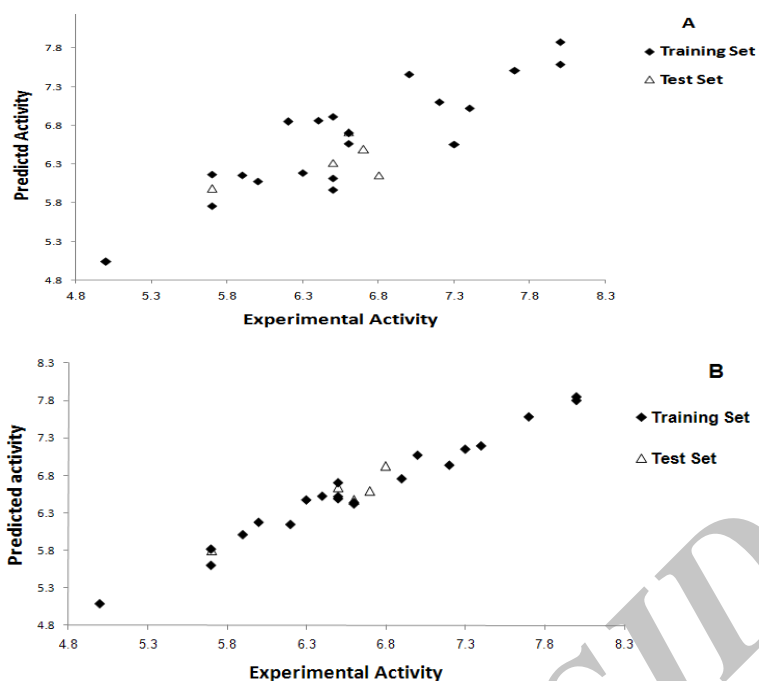 A
Training Set
Test Set
7.8
7.3
6.8
6.3
5.8
5.3
4.8
Predictd Activity
4.8 5.3 5.8 6.3 6.8 7.3 7.8 8.3
Experimental Activity
B
Training Set
Test Set
8.3
7.8
7.3
6.8
6.3
5.8
5.3
4.8
Predicted activity
4.8 5.3 5.8 6.3 6.8 7.3 7.8 8.3
Experimental Activity